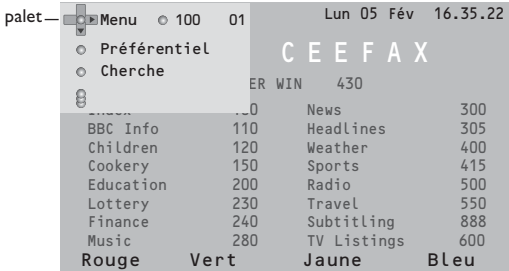 palet
Menu 100 01 Lun 05 Fév 16.35.22
Préférentiel
CEEFAX
Cherche
ER WIN 430
News 300
BBC Info 110 Headlines 305
Children 120 Weather 400
Cookery 150 Sports 415
Education 200 Radio 500
Lottery 230 Travel 550
Finance 240 Subtitling 888
Music 280 TV Listings 600
Rouge Vert Jaune Bleu